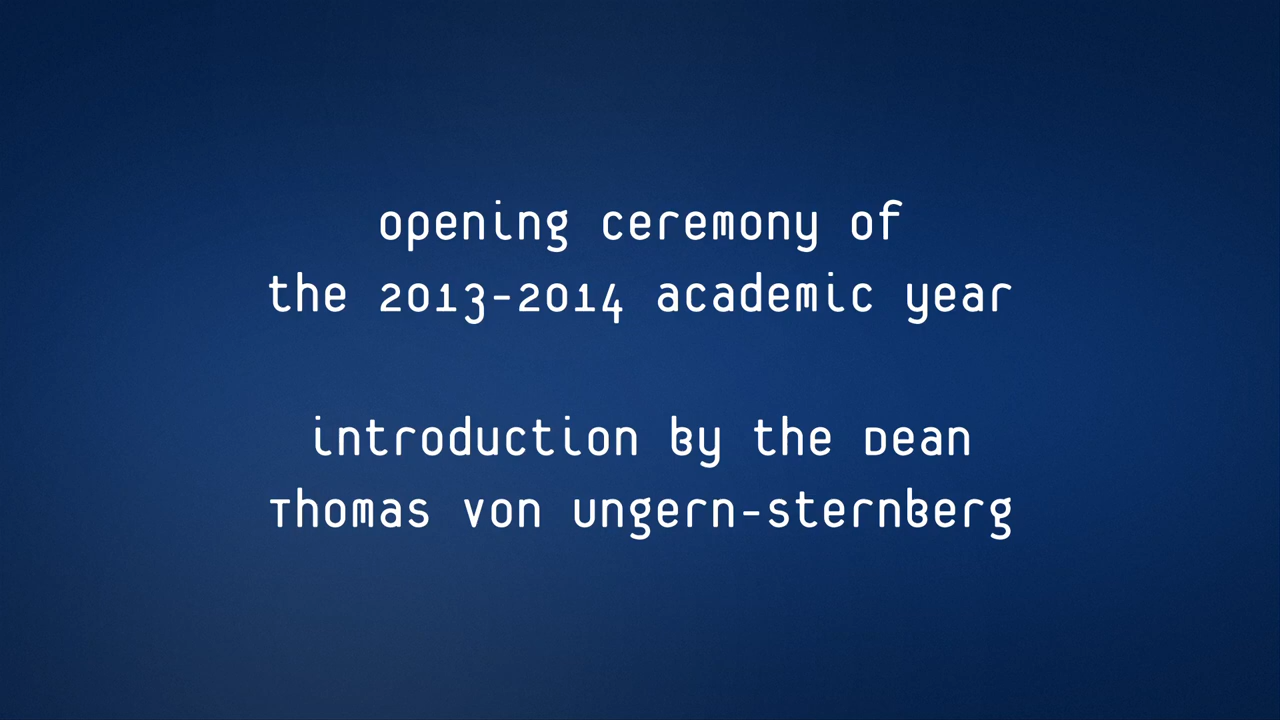 opening ceremony of
the 2013-2014 academic year
introduction by the Dean
Thomas von Ungern-Sternberg